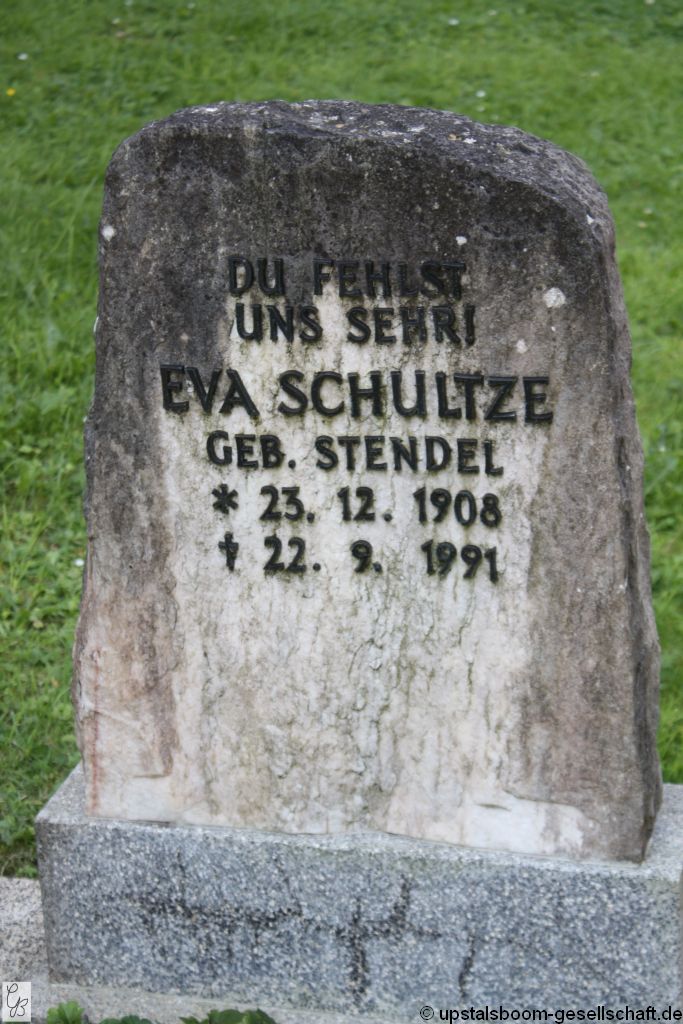 DU FEHLST
UNS SEHR!
EVA SCHULTZE
GEB. STENDEL
* 23. 12. 1908
† 22. 9. 1991
© upstalsboom-gesellschaft.de